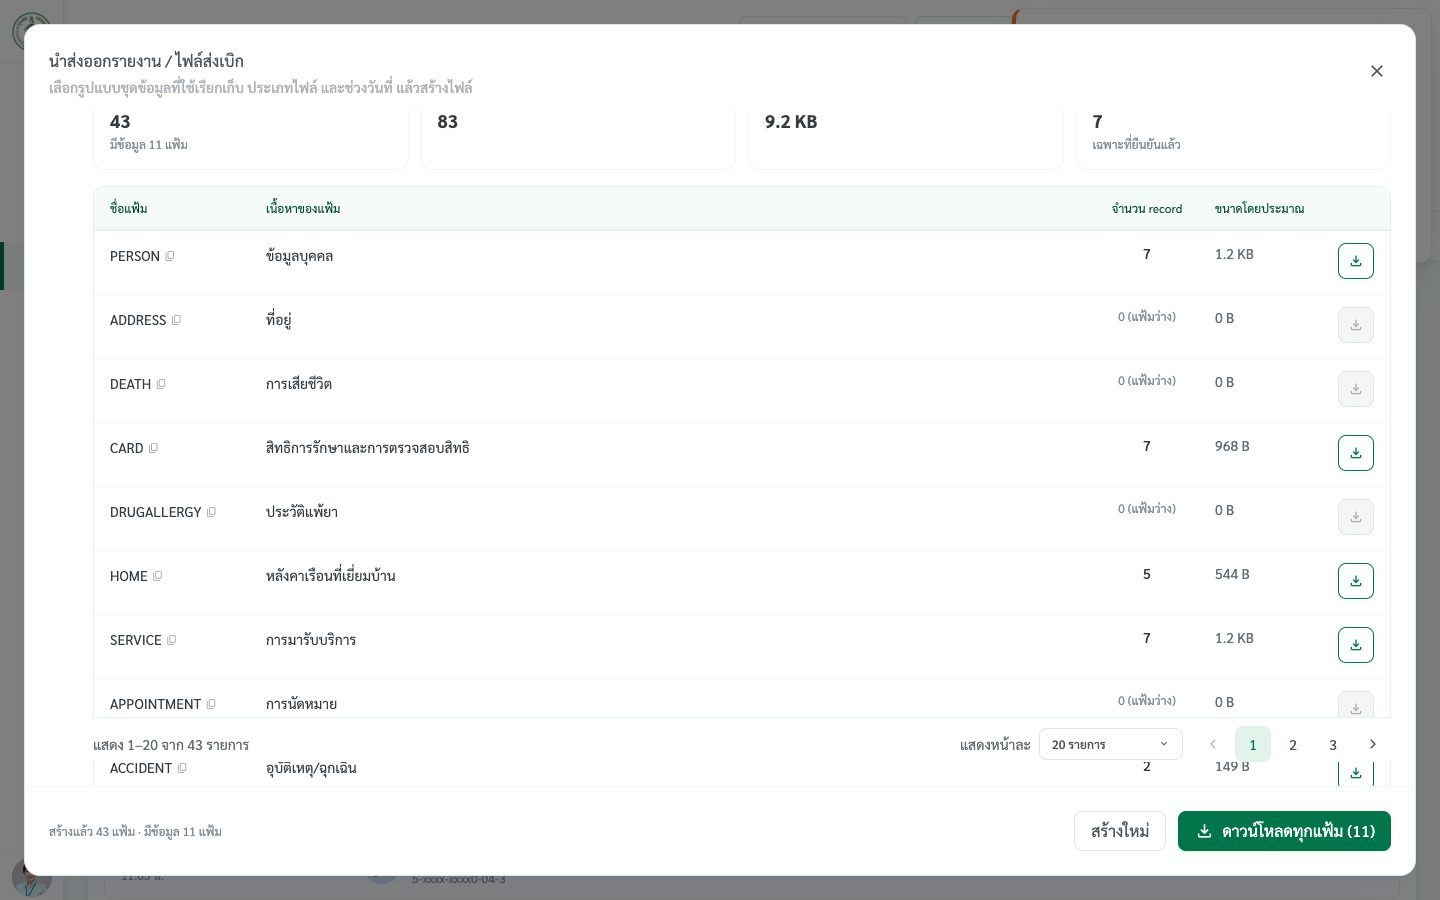 นำส่งออกรายงาน / ไฟล์ส่งเบิก
เลือกรูปแบบชุดข้อมูลที่ใช้เรียกเก็บ ประเภทไฟล์ และช่วงวันที่ แล้วสร้างไฟล์
43 83 9.2 KB 7
มีข้อมูล 11 แฟ้ม เฉพาะที่ยืนยันแล้ว
ชื่อแฟ้ม เนื้อหาของแฟ้ม จำนวน record ขนาดโดยประมาณ
PERSON ข้อมูลบุคคล 7 1.2 KB
ADDRESS ที่อยู่ 0 (แฟ้มว่าง) 0 B
DEATH การเสียชีวิต 0 (แฟ้มว่าง) 0 B
CARD สิทธิการรักษาและการตรวจสอบสิทธิ 7 968 B
DRUGALLERGY ประวัติแพ้ยา 0 (แฟ้มว่าง) 0 B
HOME หลังคาเรือนที่เยี่ยมบ้าน 5 544 B
SERVICE การมารับบริการ 7 1.2 KB
APPOINTMENT การนัดหมาย 0 (แฟ้มว่าง) 0 B
แสดง 1–20 จาก 43 รายการ แสดงหน้าละ 20 รายการ 1 2 3
ACCIDENT อุบัติเหตุ/ฉุกเฉิน 2 149 B
สร้างแล้ว 43 แฟ้ม · มีข้อมูล 11 แฟ้ม สร้างใหม่ ดาวน์โหลดทุกแฟ้ม (11)
5-xxxx-xxxx0-04-3